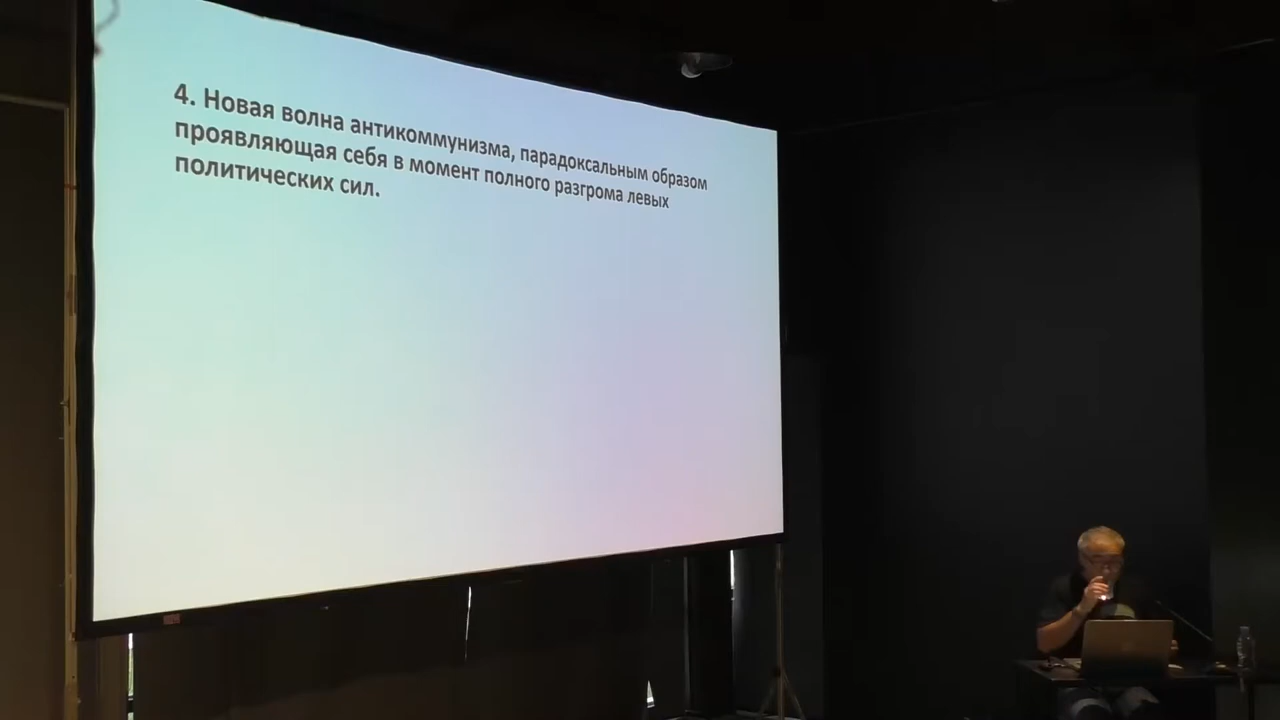 4. Новая волна антикоммунизма, парадоксальным образом
проявляющая себя в момент полного разгрома левых
политических сил.